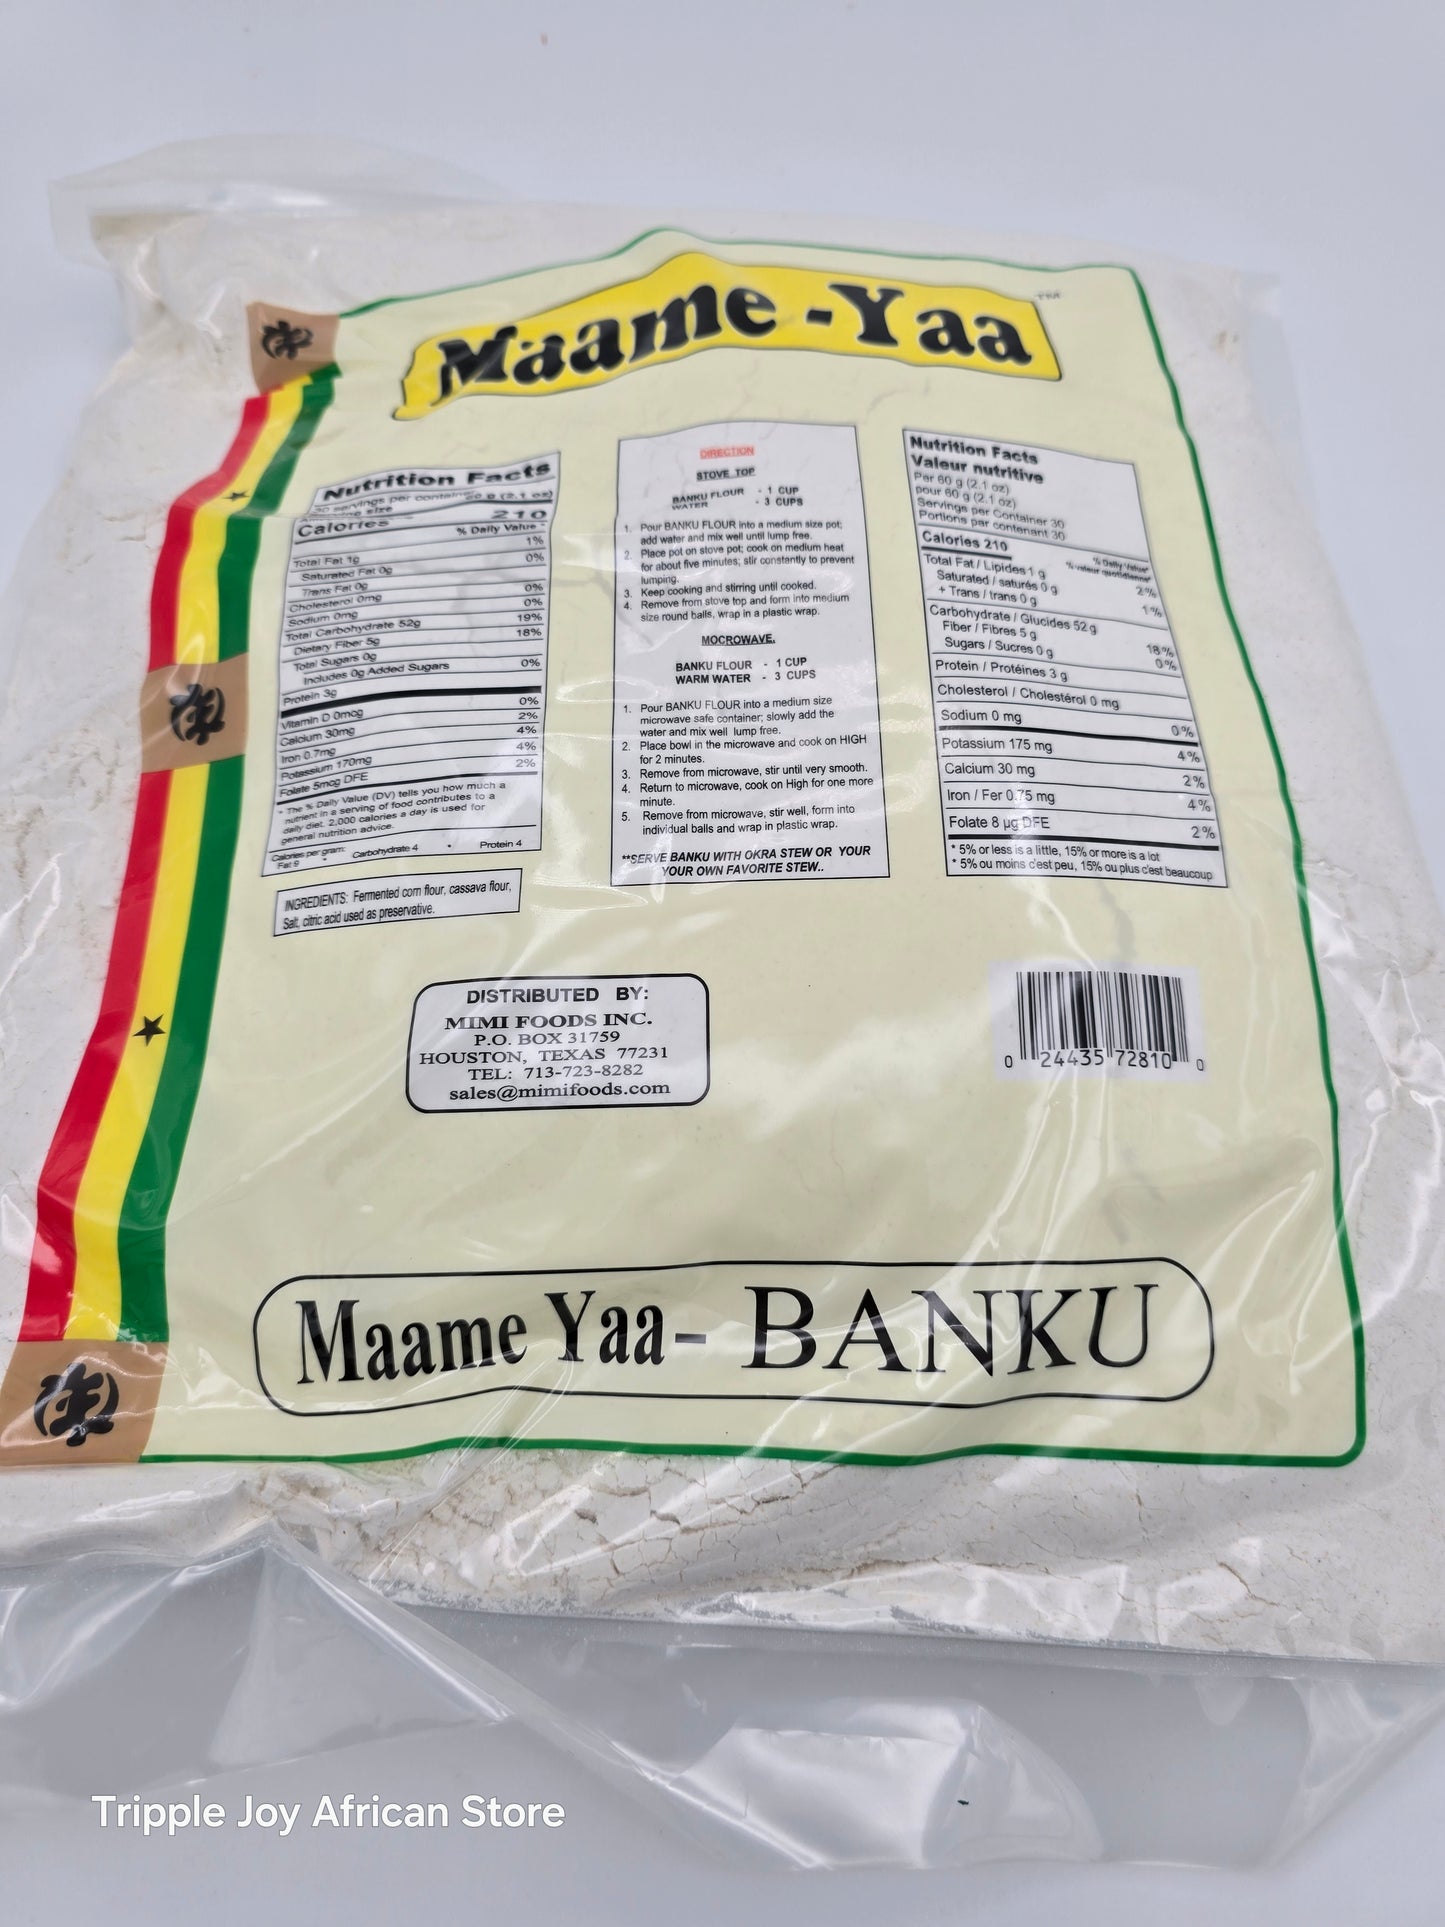 Maame -Yaa
TM
Nutrition Facts
30 servings per container
60 g (2.1 oz)
Calories 210
% Daily Value *
Total Fat 1g 1%
Saturated Fat 0g 0%
Trans Fat 0g
Cholesterol 0mg 0%
Sodium 0mg 0%
Total Carbohydrate 52g 19%
Dietary Fiber 5g 18%
Total Sugars 0g
Includes 0g Added Sugars 0%
Protein 3g
Vitamin D 0mcg 0%
Calcium 30mg 2%
Iron 0.7mg 4%
Potassium 170mg 4%
Folate 5mcg DFE 2%
* The % Daily Value (DV) tells you how much a
nutrient in a serving of food contributes to a
daily diet. 2,000 calories a day is used for
general nutrition advice.
Calories per gram:
Fat 9 • Carbohydrate 4 • Protein 4
INGREDIENTS: Fermented corn flour, cassava flour,
Salt, citric acid used as preservative.
DIRECTION
STOVE TOP
BANKU FLOUR - 1 CUP
WATER - 3 CUPS
1. Pour BANKU FLOUR into a medium size pot;
add water and mix well until lump free.
2. Place pot on stove pot; cook on medium heat
for about five minutes; stir constantly to prevent
lumping.
3. Keep cooking and stirring until cooked.
4. Remove from stove top and form into medium
size round balls, wrap in a plastic wrap.
MOCROWAVE.
BANKU FLOUR - 1 CUP
WARM WATER - 3 CUPS
1. Pour BANKU FLOUR into a medium size
microwave safe container; slowly add the
water and mix well lump free.
2. Place bowl in the microwave and cook on HIGH
for 2 minutes.
3. Remove from microwave, stir until very smooth.
4. Return to microwave, cook on High for one more
minute.
5. Remove from microwave, stir well, form into
individual balls and wrap in plastic wrap.
**SERVE BANKU WITH OKRA STEW OR YOUR
YOUR OWN FAVORITE STEW..
Nutrition Facts
Valeur nutritive
Per 60 g (2.1 oz)
pour 60 g (2.1 oz)
Servings per Container 30
Portions par contenant 30
Calories 210
% Daily Value*
% valeur quotidienne*
Total Fat / Lipides 1 g 2%
Saturated / saturés 0 g
+ Trans / trans 0 g 1%
Carbohydrate / Glucides 52 g
Fiber / Fibres 5 g 18%
Sugars / Sucres 0 g 0%
Protein / Protéines 3 g
Cholesterol / Cholestérol 0 mg
Sodium 0 mg 0%
Potassium 175 mg 4%
Calcium 30 mg 2%
Iron / Fer 0.75 mg 4%
Folate 8 µg DFE 2%
* 5% or less is a little, 15% or more is a lot
* 5% ou moins c'est peu, 15% ou plus c'est beaucoup
DISTRIBUTED BY:
MIMI FOODS INC.
P.O. BOX 31759
HOUSTON, TEXAS 77231
TEL: 713-723-8282
sales@mimifoods.com
0 24435 72810 0
Maame Yaa- BANKU
Tripple Joy African Store